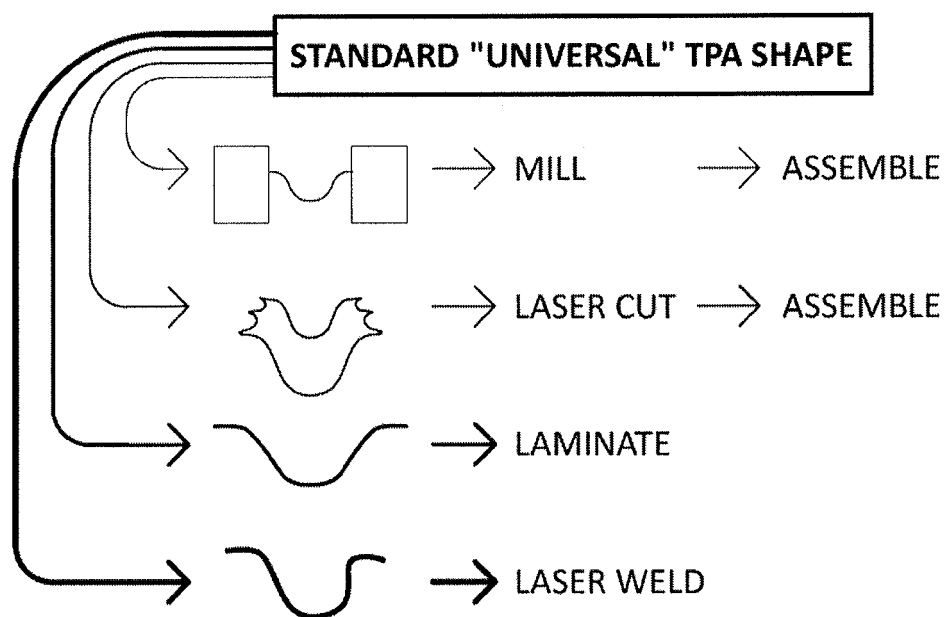 STANDARD "UNIVERSAL" TPA SHAPE
MILL ASSEMBLE
LASER CUT ASSEMBLE
LAMINATE
LASER WELD